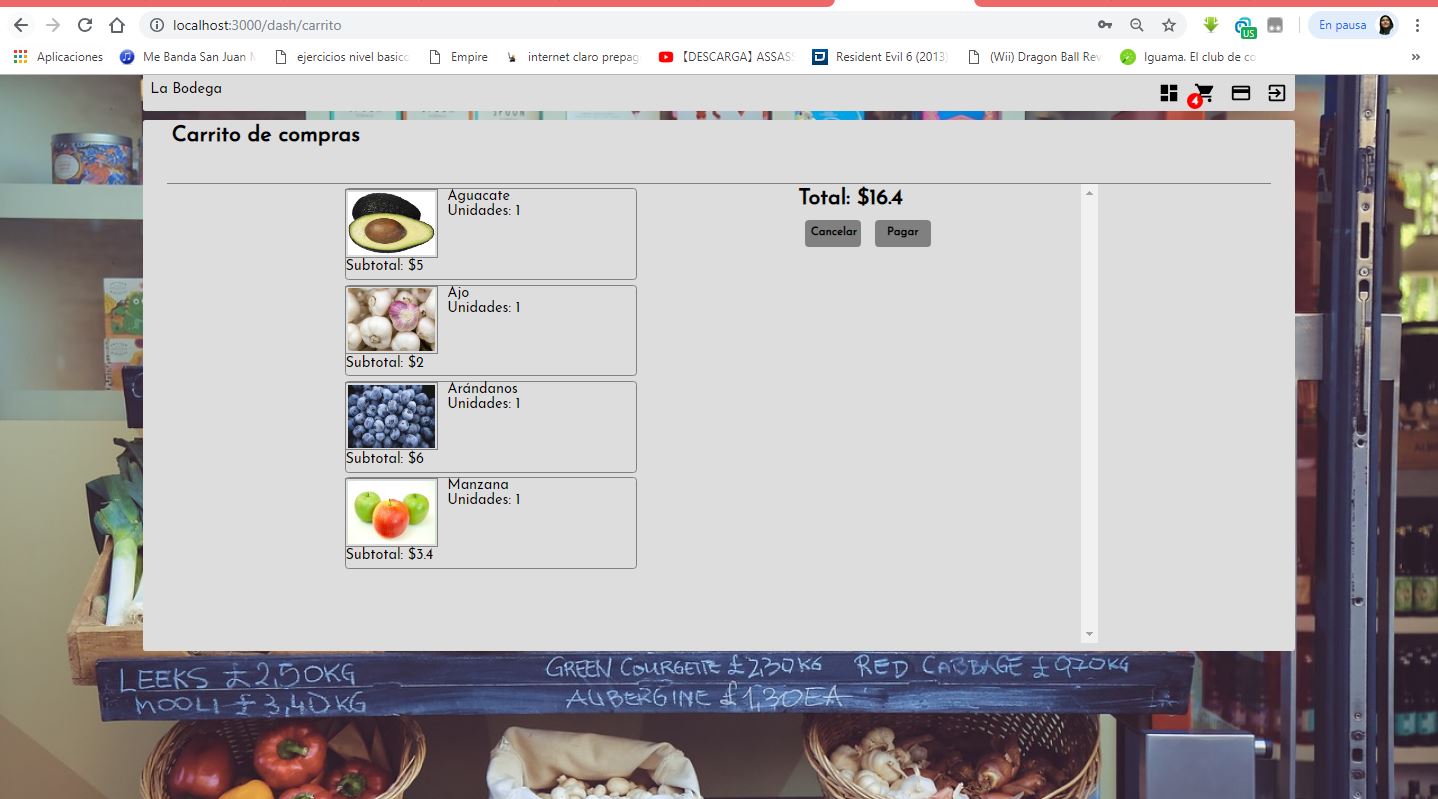 localhost:3000/dash/carrito
En pausa
US
Aplicaciones
Me Banda San Juan
ejercicios nivel basico
Empire
internet claro prepag
【DESCARGA】 ASSASS
Resident Evil 6 (2013)
(Wii) Dragon Ball Rev
Iguama. El club de co
»
La Bodega
4
Carrito de compras
Aguacate
Unidades: 1
Subtotal: $5
Ajo
Unidades: 1
Subtotal: $2
Arándanos
Unidades: 1
Subtotal: $6
Manzana
Unidades: 1
Subtotal: $3.4
Total: $16.4
Cancelar Pagar
LEEKS £2,50KG
MOOLI £3,40KG
GREEN COURGETTE £2,30KG
AUBERGINE £1,30EA
RED CABBAGE £0,70KG